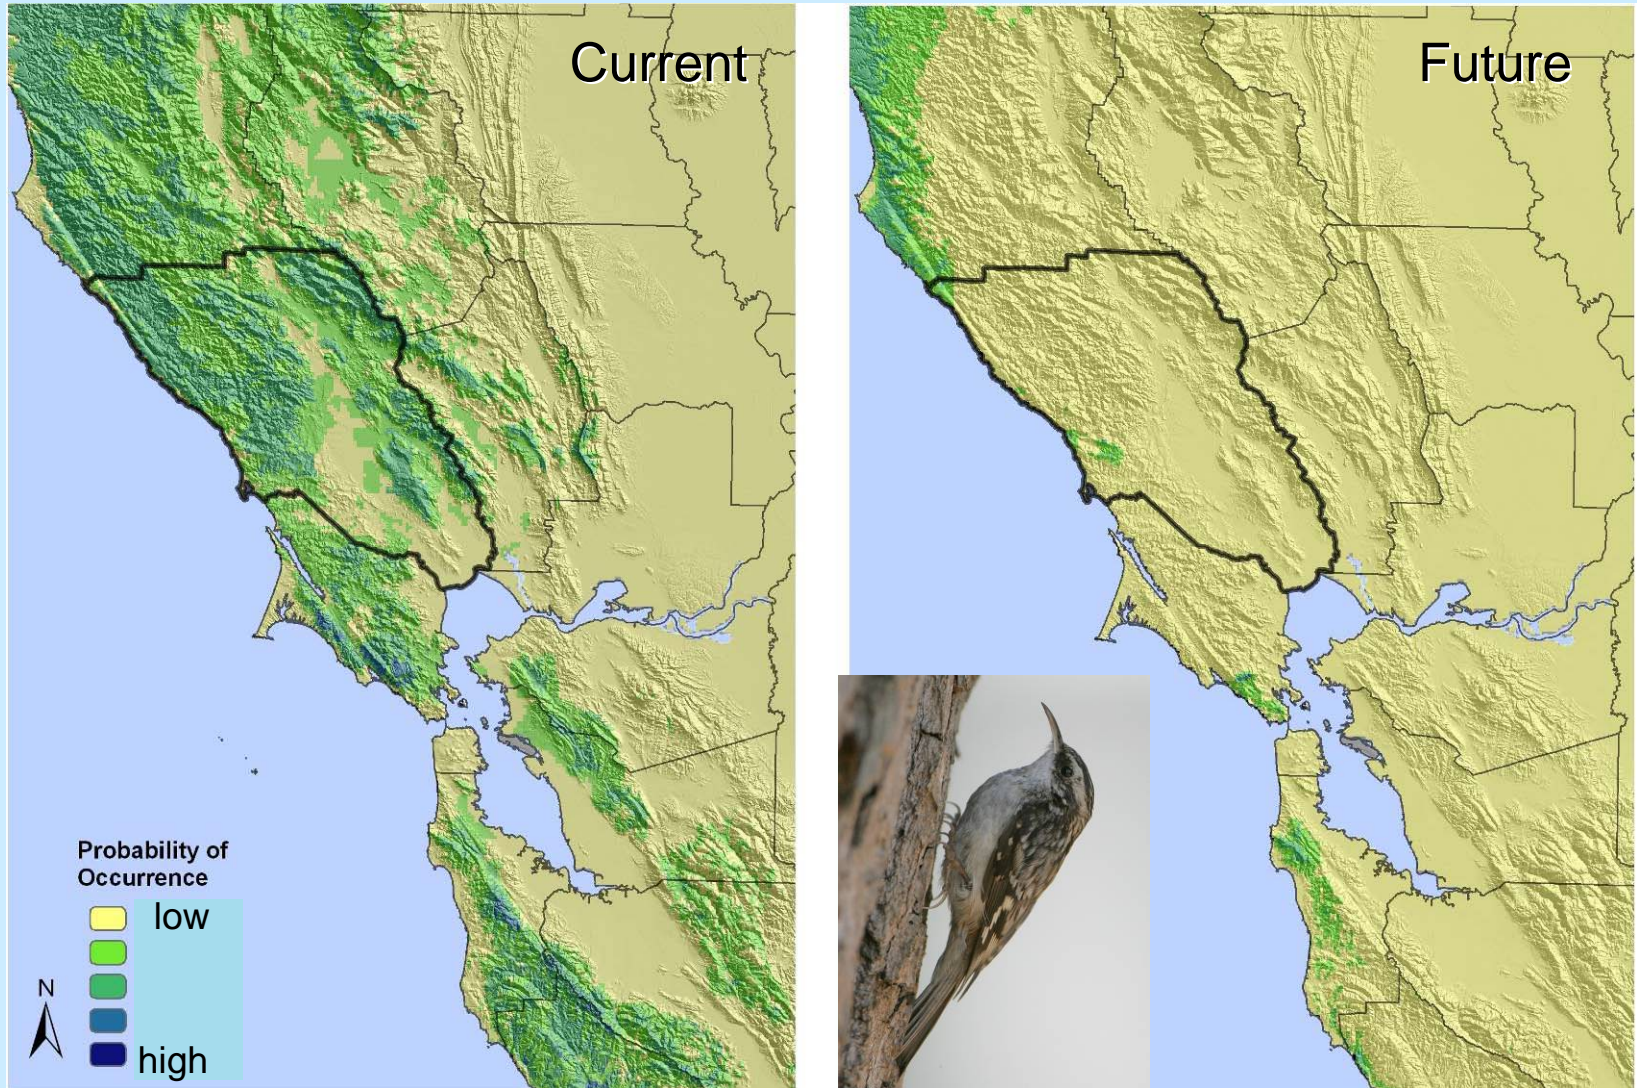 Current
Future
Probability of
Occurrence
low
high
N